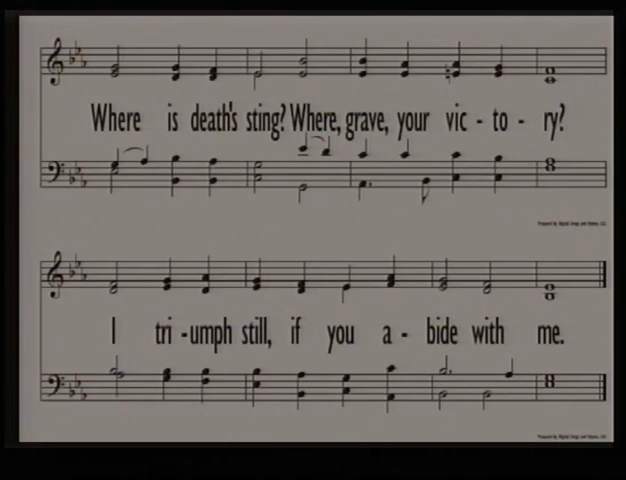 Where is death's sting? Where, grave, your vic - to - ry?
I tri - umph still, if you a - bide with me.